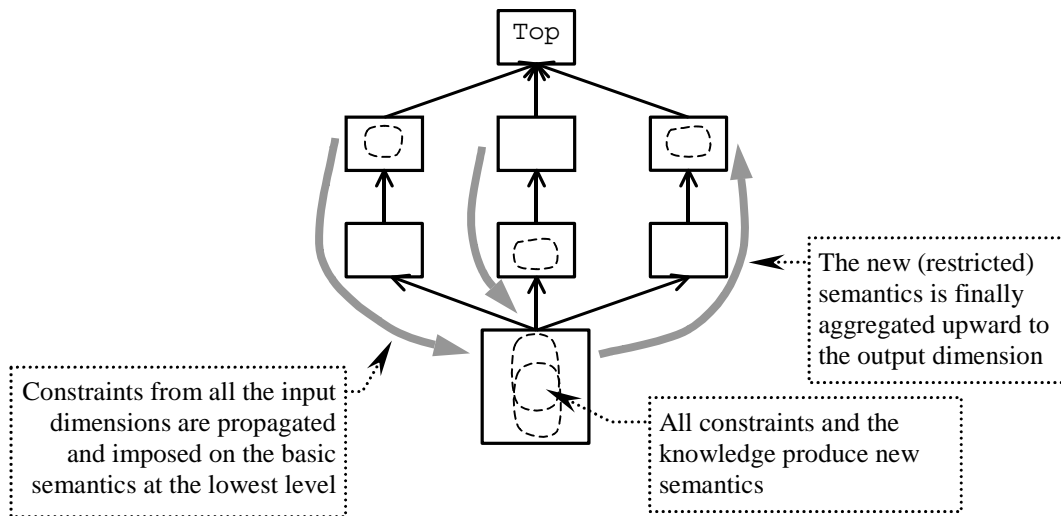 Top
The new (restricted)
semantics is finally
aggregated upward to
the output dimension
Constraints from all the input
dimensions are propagated
and imposed on the basic
semantics at the lowest level
All constraints and the
knowledge produce new
semantics